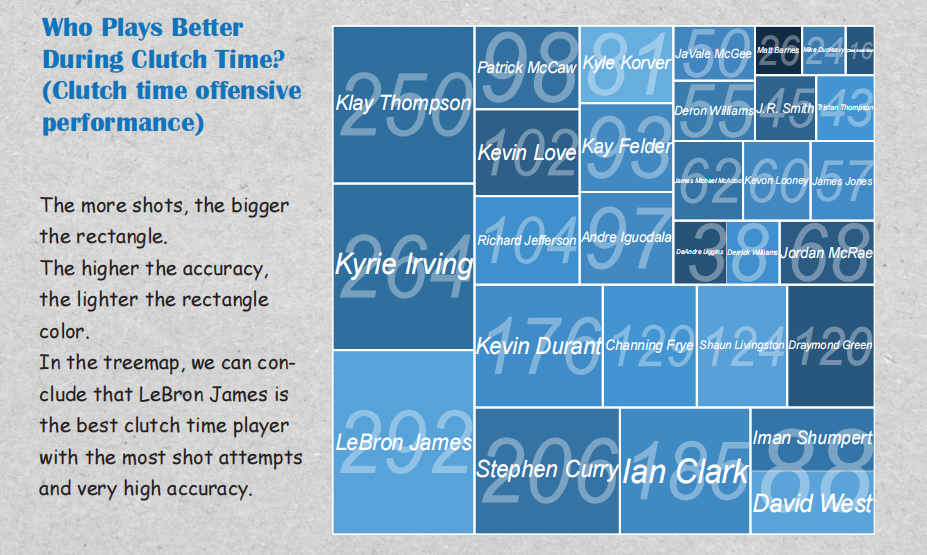 Who Plays Better
During Clutch Time?
(Clutch time offensive
performance)
The more shots, the bigger
the rectangle.
The higher the accuracy,
the lighter the rectangle
color.
In the treemap, we can con-
clude that LeBron James is
the best clutch time player
with the most shot attempts
and very high accuracy.
250
Klay Thompson
264
Kyrie Irving
292
LeBron James
98
Patrick McCaw
102
Kevin Love
104
Richard Jefferson
81
Kyle Korver
93
Kay Felder
97
Andre Iguodala
50
JaVale McGee
26
Matt Barnes
24
Mike Dunleavy
55
Deron Williams
45
J.R. Smith
43
Tristan Thompson
62
James Michael McAdoo
60
Kevon Looney
57
James Jones
38
DeAndre Liggins
Derrick Williams
68
Jordan McRae
176
Kevin Durant
129
Channing Frye
124
Shaun Livingston
120
Draymond Green
206
Stephen Curry
185
Ian Clark
88
Iman Shumpert
David West